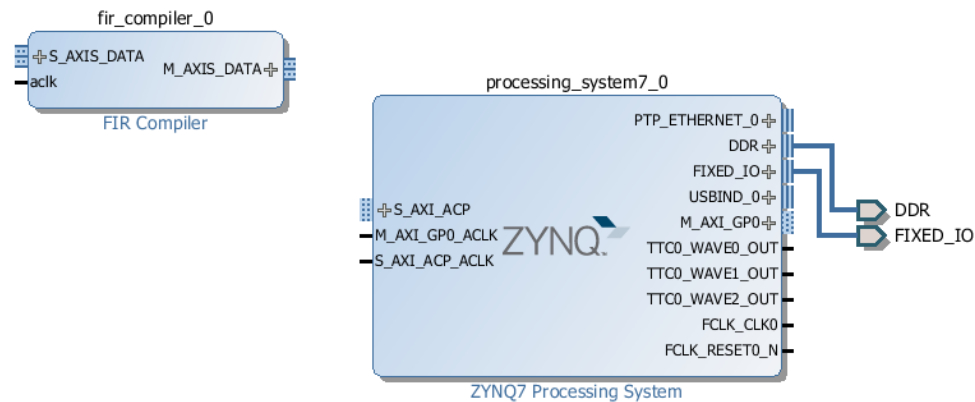 fir_compiler_0
S_AXIS_DATA
M_AXIS_DATA
aclk
FIR Compiler
processing_system7_0
PTP_ETHERNET_0
DDR
FIXED_IO
USBIND_0
M_AXI_GP0
TTC0_WAVE0_OUT
TTC0_WAVE1_OUT
TTC0_WAVE2_OUT
FCLK_CLK0
FCLK_RESET0_N
S_AXI_ACP
M_AXI_GP0_ACLK
S_AXI_ACP_ACLK
ZYNQ
ZYNQ7 Processing System
DDR
FIXED_IO